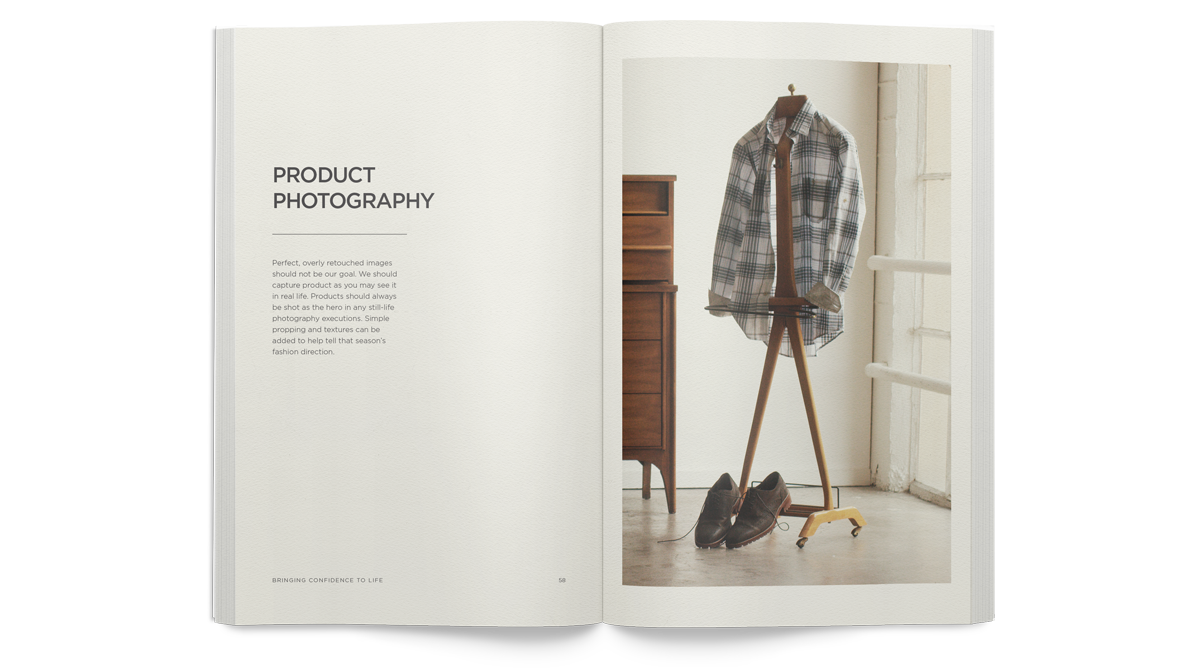 PRODUCT
PHOTOGRAPHY
Perfect, overly retouched images
should not be our goal. We should
capture product as you may see it
in real life. Products should always
be shot as the hero in any still-life
photography executions. Simple
propping and textures can be
added to help tell that season's
fashion direction.
BRINGING CONFIDENCE TO LIFE
58